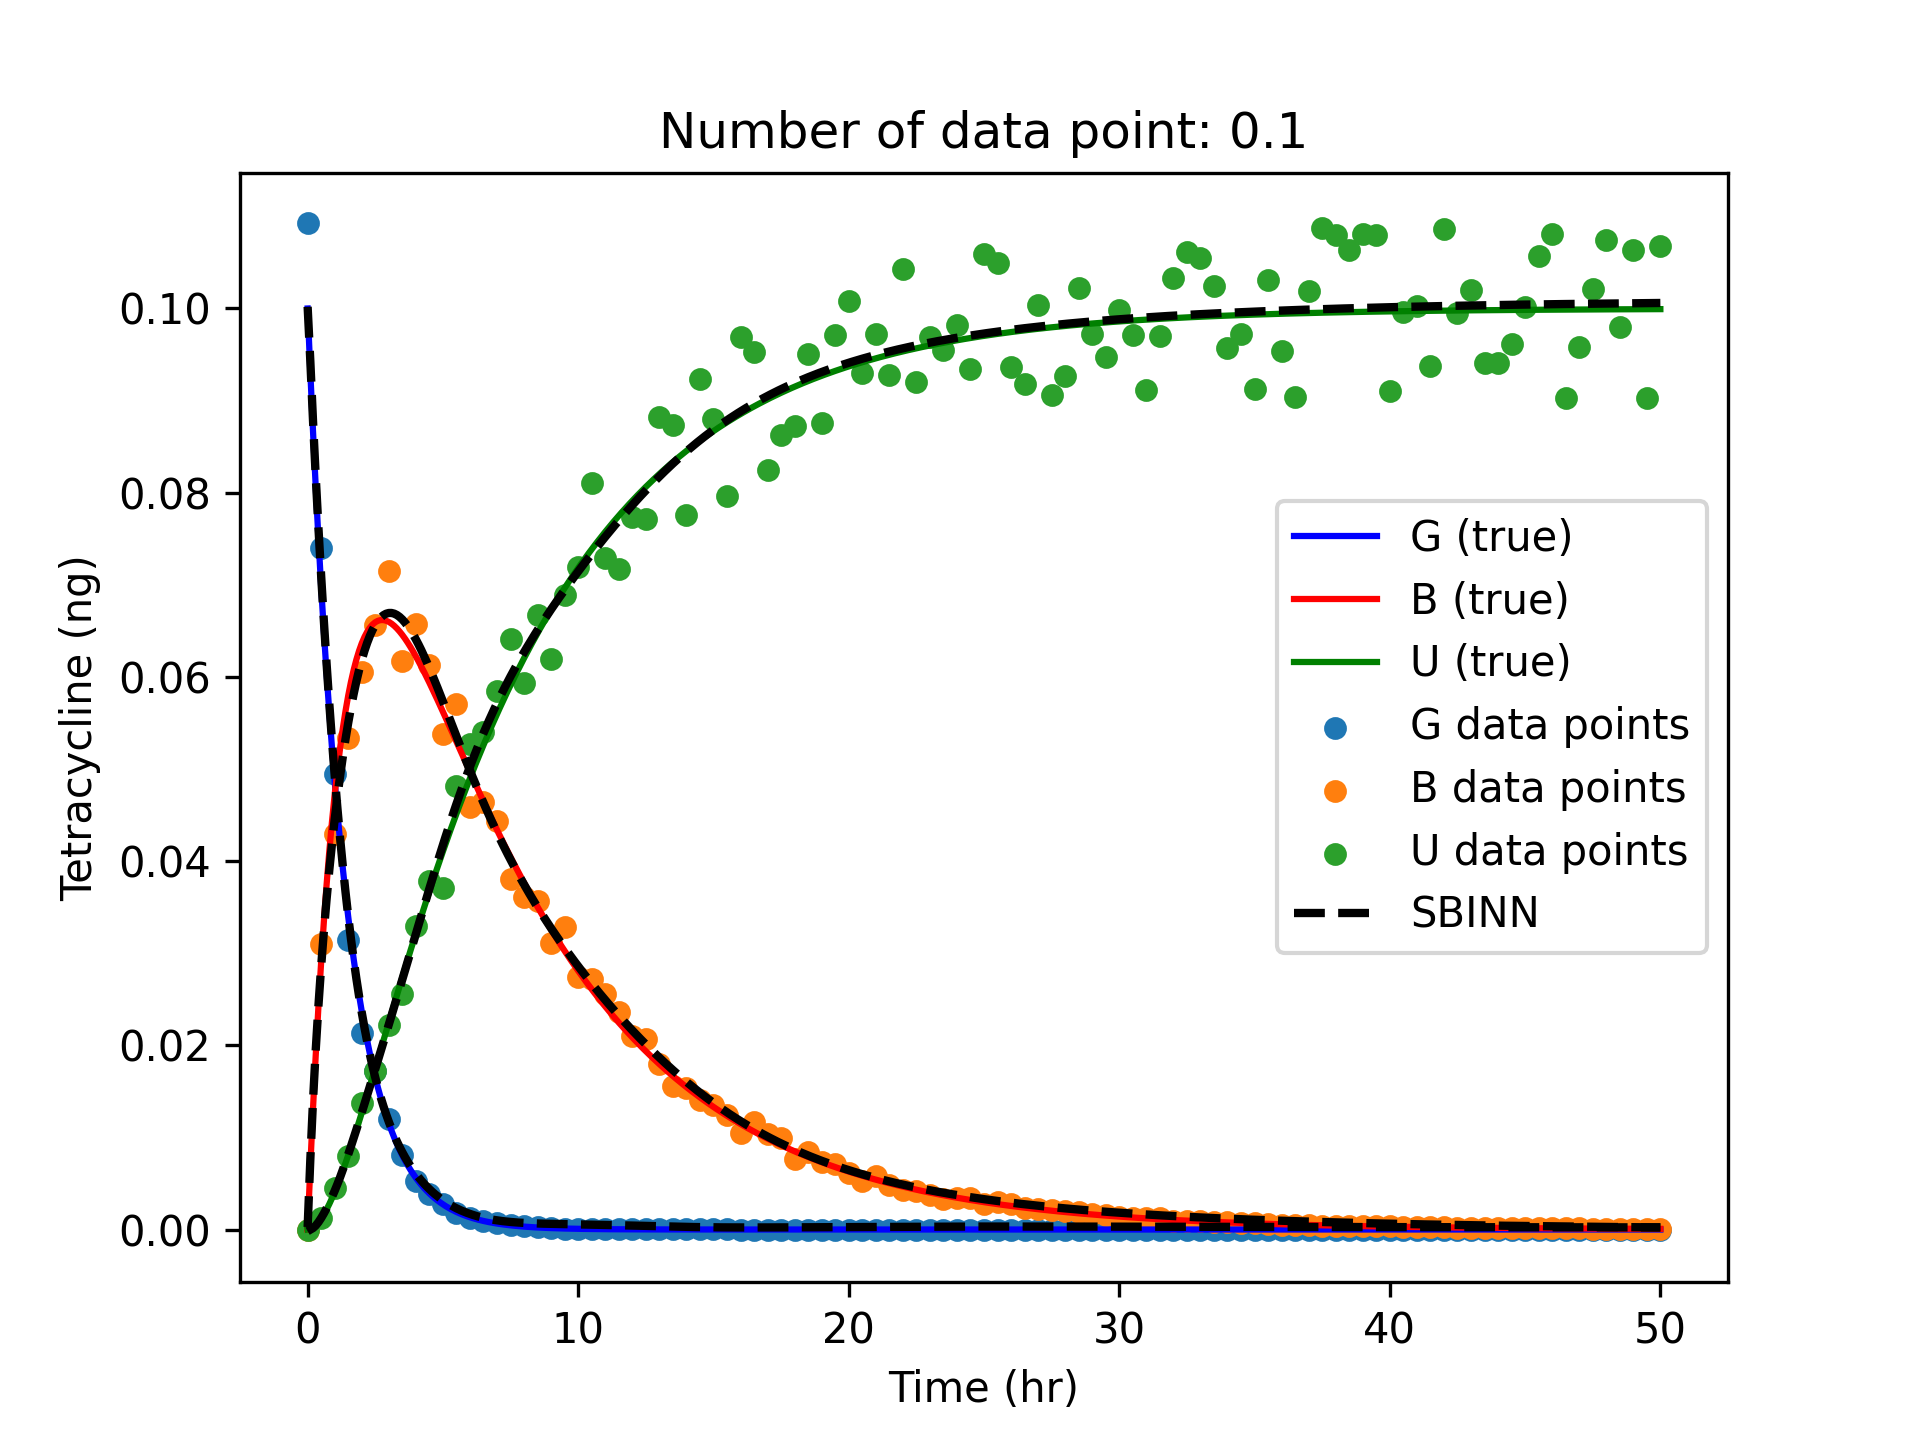 Number of data point: 0.1
Tetracycline (ng)
0.10
0.08
0.06
0.04
0.02
0.00
G (true)
B (true)
U (true)
G data points
B data points
U data points
SBINN
0 10 20 30 40 50
Time (hr)